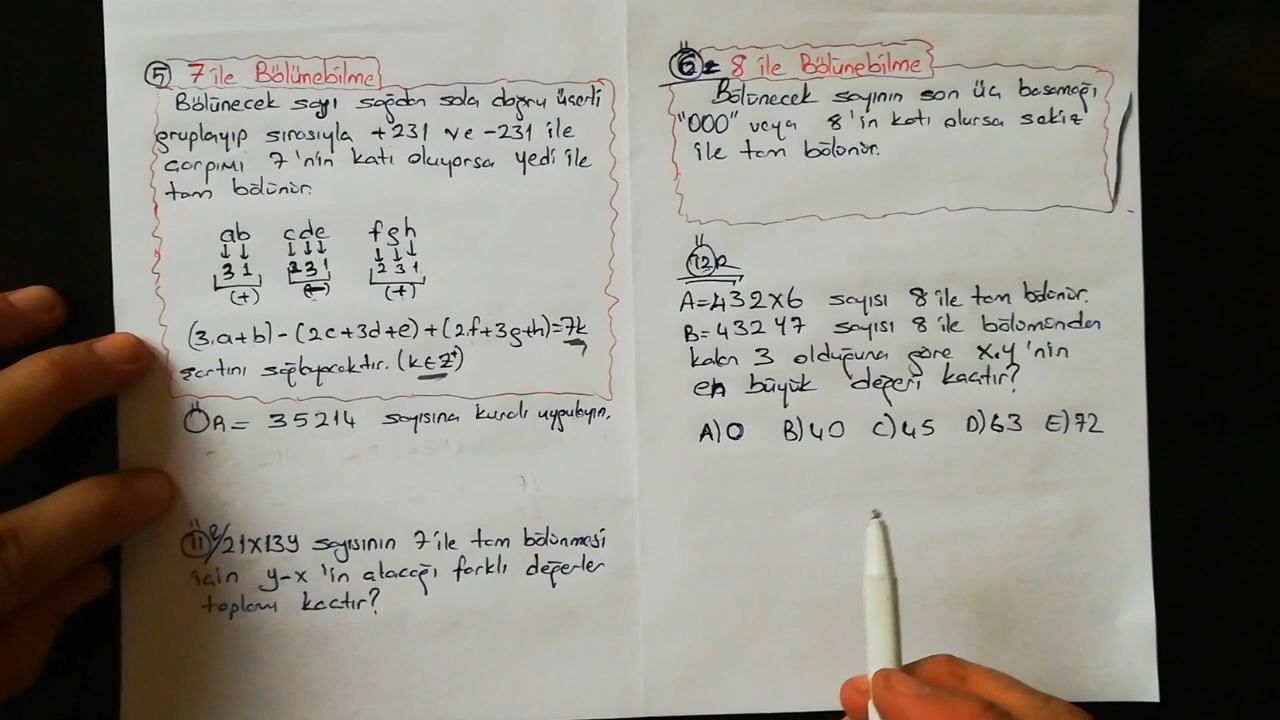 5 7 ile Bölünebilme
Bölünecek sayı sağdan sola doğru üçerli
gruplayıp sırasıyla +231 ve -231 ile
çarpımı 7'nin katı oluyorsa yedi ile
tam bölünür.
ab cde fgh
31 231 231
(+) (-) (+)
(3.a+b)-(2c+3d+e)+(2f+3g+h)=7k
şartını sağlayacaktır. (k∈Z⁺)
A= 35214 sayısına kuralı uygulayın.
11 21x13y sayısının 7 ile tam bölünmesi
için y-x 'in alacağı farklı değerler
toplamı kaçtır?
6 8 ile Bölünebilme
Bölünecek sayının son üç basamağı
"000" veya 8'in katı olursa sekiz
ile tam bölünür.
12
A=432x6 sayısı 8 ile tam bölünür.
B=4324y sayısı 8 ile bölümünden
kalan 3 olduğuna göre x.y'nin
en büyük değeri kaçtır?
A)0 B)40 C)45 D)63 E)72